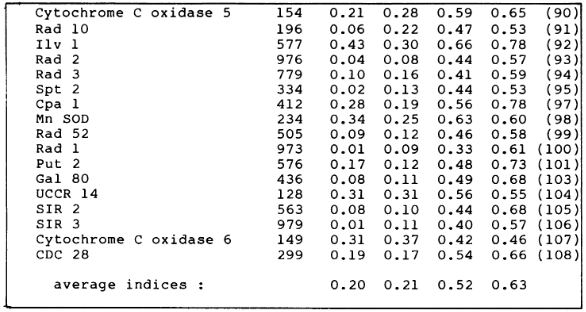 Cytochrome C oxidase 5 154 0.21 0.28 0.59 0.65 (90)
Rad 10 196 0.06 0.22 0.47 0.53 (91)
Ilv 1 577 0.43 0.30 0.66 0.78 (92)
Rad 2 976 0.04 0.08 0.44 0.57 (93)
Rad 3 779 0.10 0.16 0.41 0.59 (94)
Spt 2 334 0.02 0.13 0.44 0.53 (95)
Cpa 1 412 0.28 0.19 0.56 0.78 (97)
Mn SOD 234 0.34 0.25 0.63 0.60 (98)
Rad 52 505 0.09 0.12 0.46 0.58 (99)
Rad 1 973 0.01 0.09 0.33 0.61 (100)
Put 2 576 0.17 0.12 0.48 0.73 (101)
Gal 80 436 0.08 0.11 0.49 0.68 (103)
UCCR 14 128 0.31 0.31 0.56 0.55 (104)
SIR 2 563 0.08 0.10 0.44 0.68 (105)
SIR 3 979 0.01 0.11 0.40 0.57 (106)
Cytochrome C oxidase 6 149 0.31 0.37 0.42 0.46 (107)
CDC 28 299 0.19 0.17 0.54 0.66 (108)
average indices : 0.20 0.21 0.52 0.63